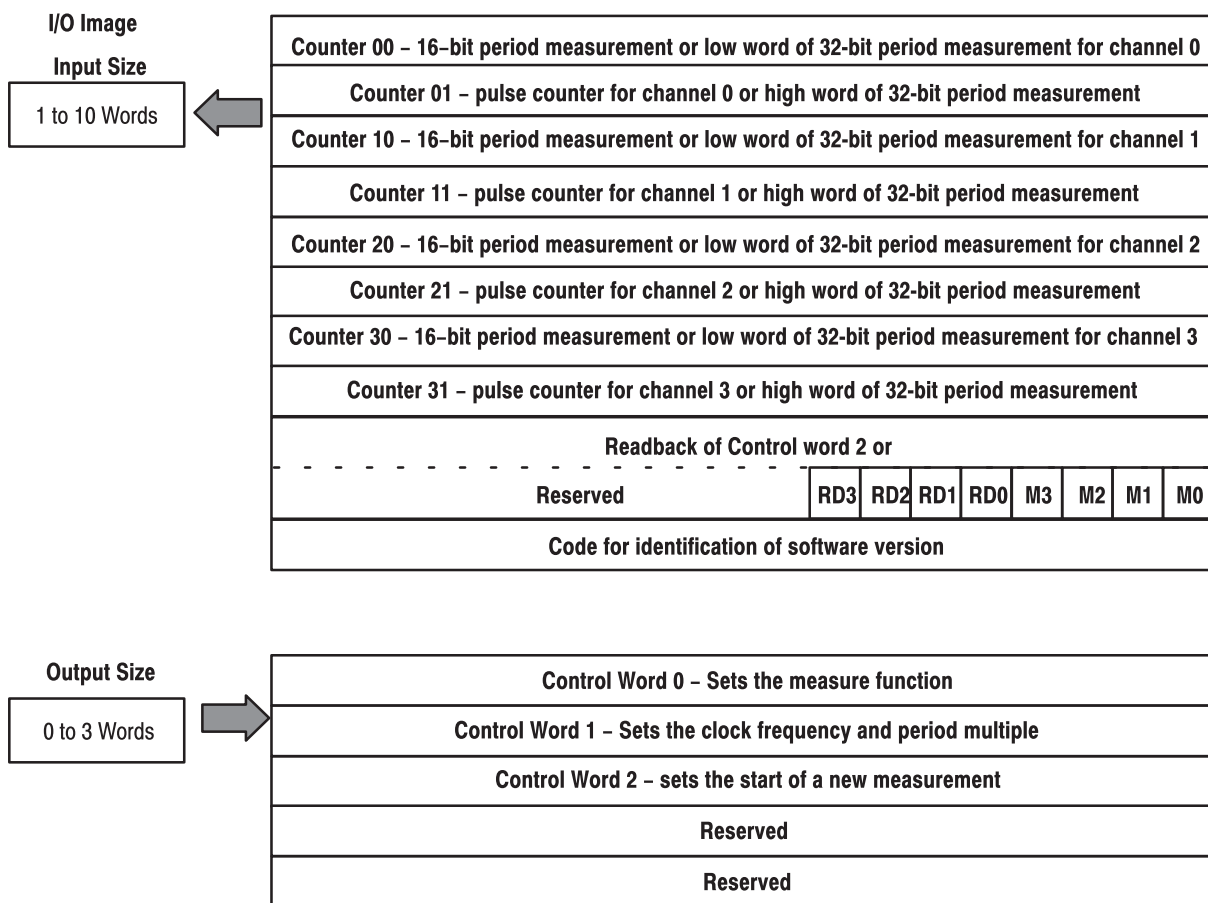 I/O Image
Input Size
1 to 10 Words
Counter 00 – 16–bit period measurement or low word of 32-bit period measurement for channel 0
Counter 01 – pulse counter for channel 0 or high word of 32-bit period measurement
Counter 10 – 16–bit period measurement or low word of 32-bit period measurement for channel 1
Counter 11 – pulse counter for channel 1 or high word of 32-bit period measurement
Counter 20 – 16–bit period measurement or low word of 32-bit period measurement for channel 2
Counter 21 – pulse counter for channel 2 or high word of 32-bit period measurement
Counter 30 – 16–bit period measurement or low word of 32-bit period measurement for channel 3
Counter 31 – pulse counter for channel 3 or high word of 32-bit period measurement
Readback of Control word 2 or
Reserved RD3 RD2 RD1 RD0 M3 M2 M1 M0
Code for identification of software version
Output Size
0 to 3 Words
Control Word 0 – Sets the measure function
Control Word 1 – Sets the clock frequency and period multiple
Control Word 2 – sets the start of a new measurement
Reserved
Reserved